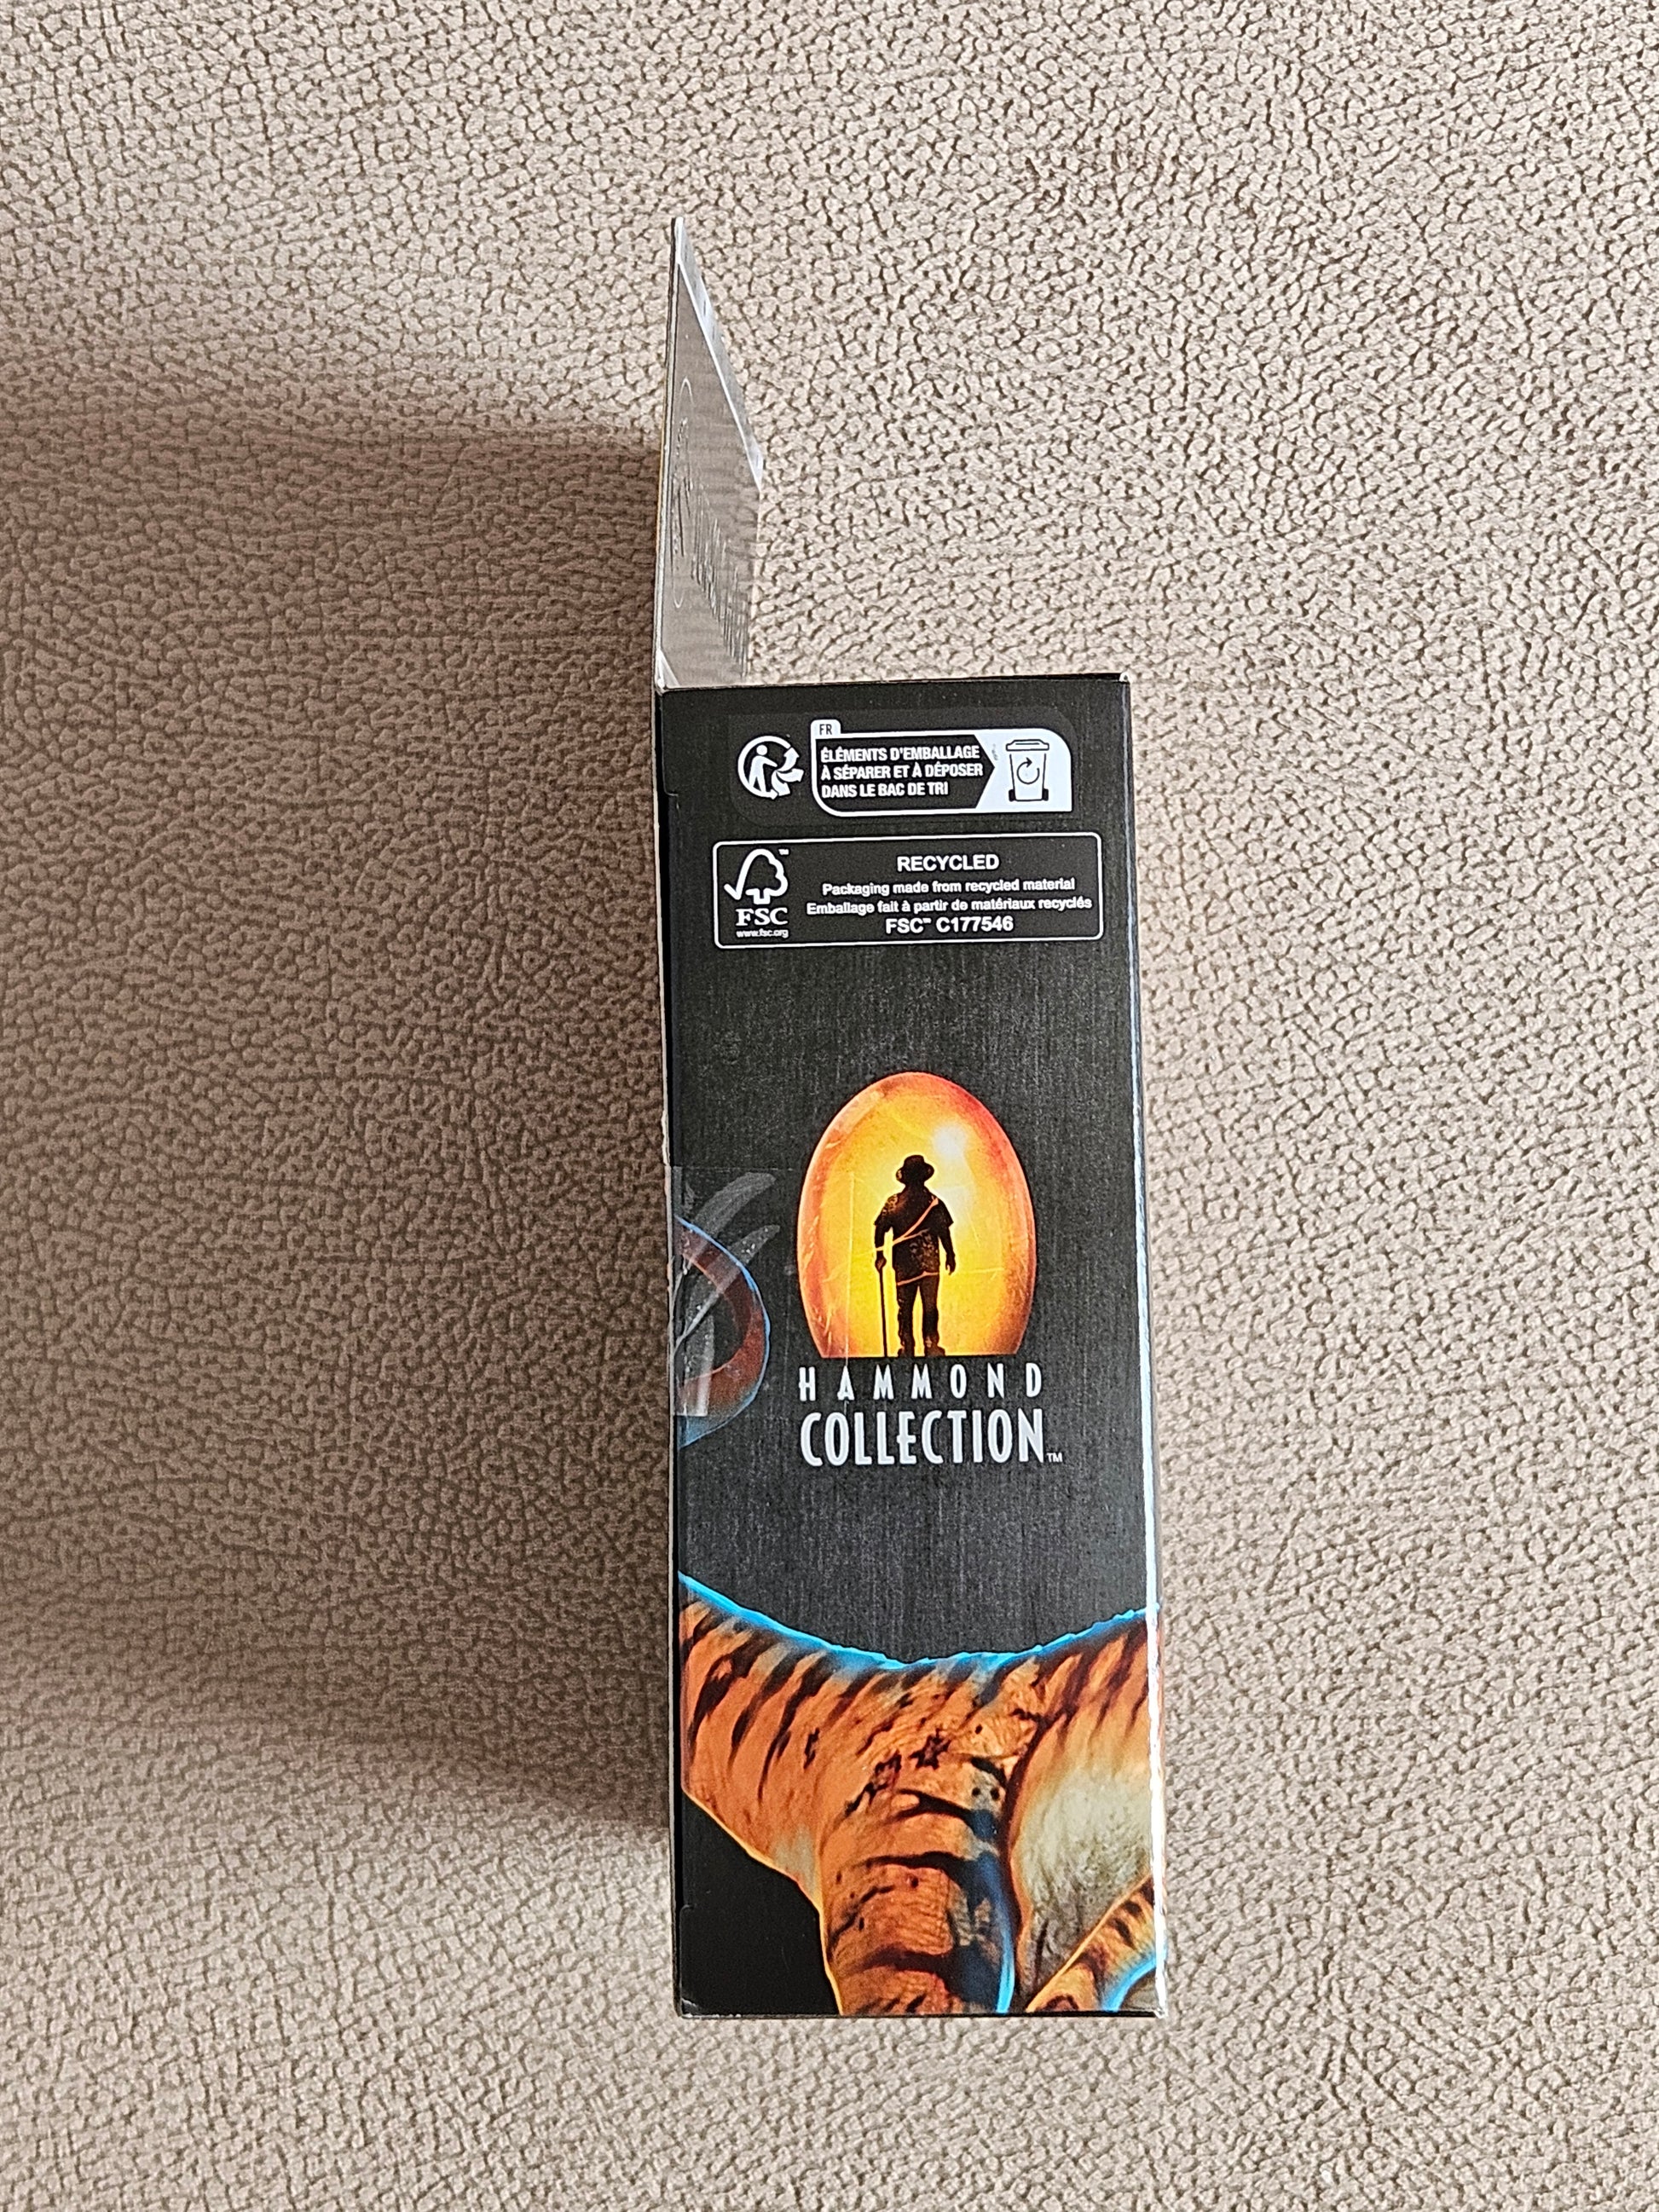 FR
ÉLÉMENTS D'EMBALLAGE
À SÉPARER ET À DÉPOSER
DANS LE BAC DE TRI
FSC™
www.fsc.org
RECYCLED
Packaging made from recycled material
Emballage fait à partir de matériaux recyclés
FSC™ C177546
HAMMOND
COLLECTION™